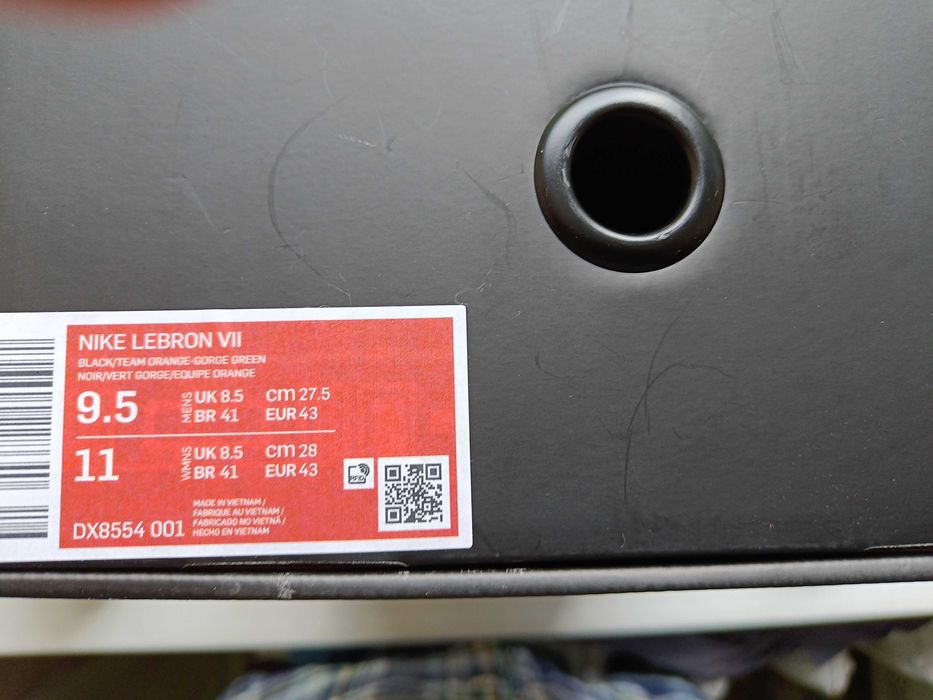 NIKE LEBRON VII
BLACK/TEAM ORANGE-GORGE GREEN
NOIR/VERT GORGE/EQUIPE ORANGE
9.5 MENS UK 8.5 cm 27.5
BR 41 EUR 43
11 WMNS UK 8.5 cm 28
BR 41 EUR 43
RFID
MADE IN VIETNAM /
FABRIQUE AU VIETNAM /
FABRICADO NO VIETNÃ /
HECHO EN VIETNAM
DX8554 001